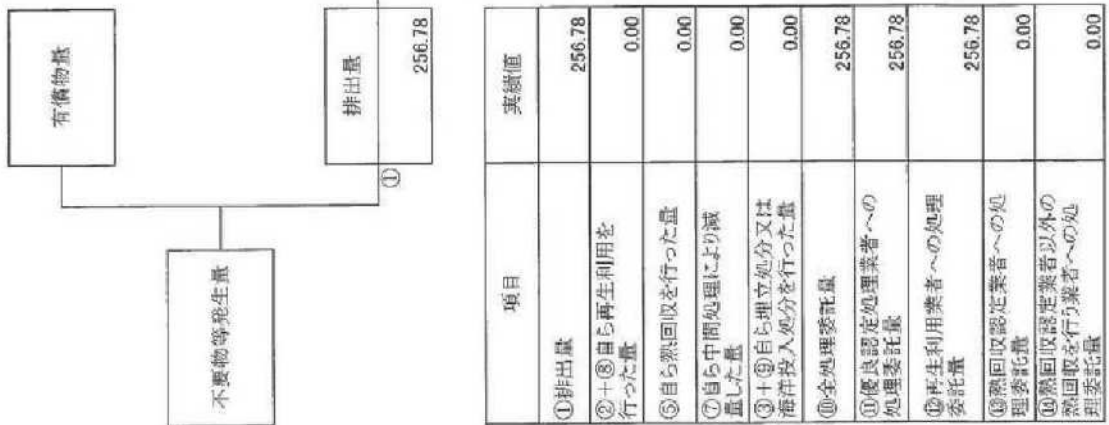 有償物量
不要物等発生量
①
排出量
256.78
項目
実績値
①排出量
256.78
②+⑧自ら再生利用を
行った量
0.00
⑤自ら熱回収を行った量
0.00
⑦自ら中間処理により減
量した量
0.00
③+⑨自ら埋立処分又は
海洋投入処分を行った量
0.00
⑩全処理委託量
256.78
⑪優良認定処理業者への
処理委託量
256.78
⑫再生利用業者への処理
委託量
256.78
⑬熱回収認定業者への処
理委託量
0.00
⑭熱回収認定業者以外の
熱回収を行う業者への処
理委託量
0.00